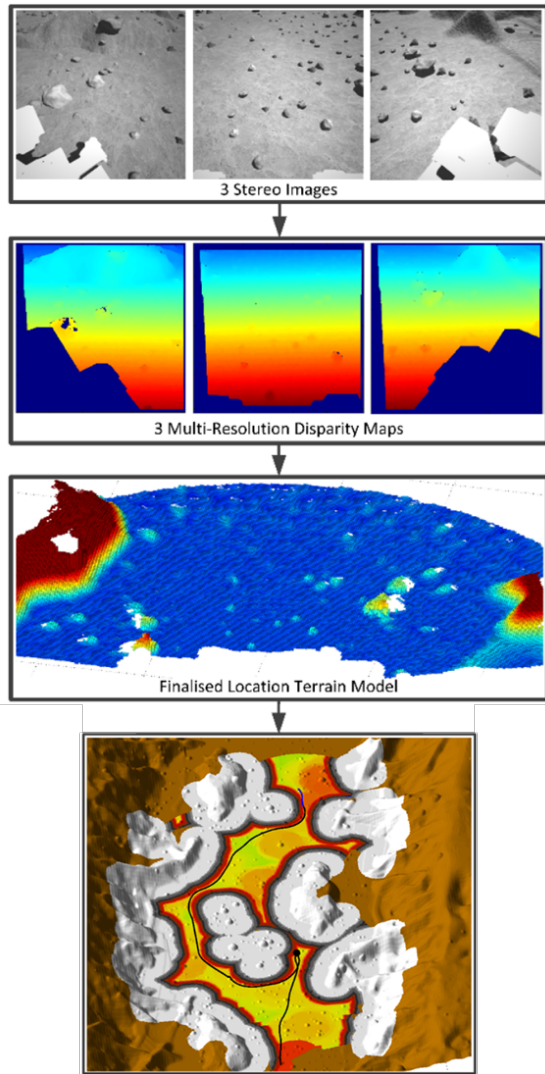 3 Stereo Images
3 Multi-Resolution Disparity Maps
Finalised Location Terrain Model